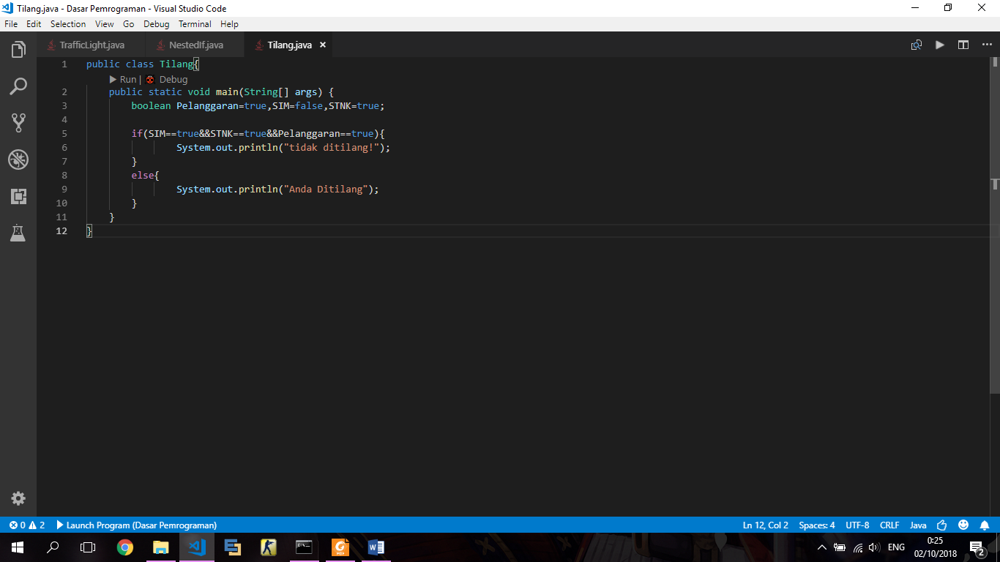 Tilang.java - Dasar Pemrograman - Visual Studio Code
File Edit Selection View Go Debug Terminal Help
TrafficLight.java NestedIf.java Tilang.java ×
1 public class Tilang{
Run | Debug
2 public static void main(String[] args) {
3 boolean Pelanggaran=true,SIM=false,STNK=true;
4
5 if(SIM==true&&STNK==true&&Pelanggaran==true){
6 System.out.println("tidak ditilang!");
7 }
8 else{
9 System.out.println("Anda Ditilang");
10 }
11 }
12 }
0 2 Launch Program (Dasar Pemrograman) Ln 12, Col 2 Spaces: 4 UTF-8 CRLF Java
ENG 0:25
02/10/2018 2